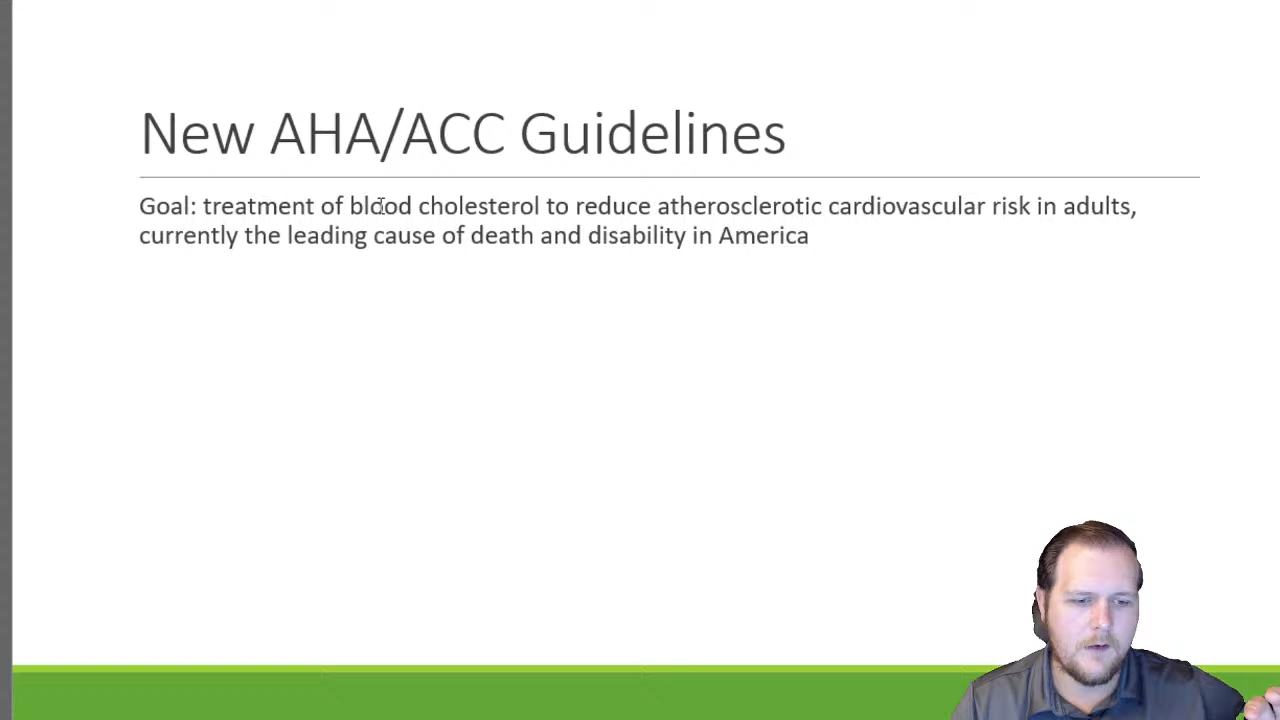 New AHA/ACC Guidelines
Goal: treatment of blood cholesterol to reduce atherosclerotic cardiovascular risk in adults,
currently the leading cause of death and disability in America